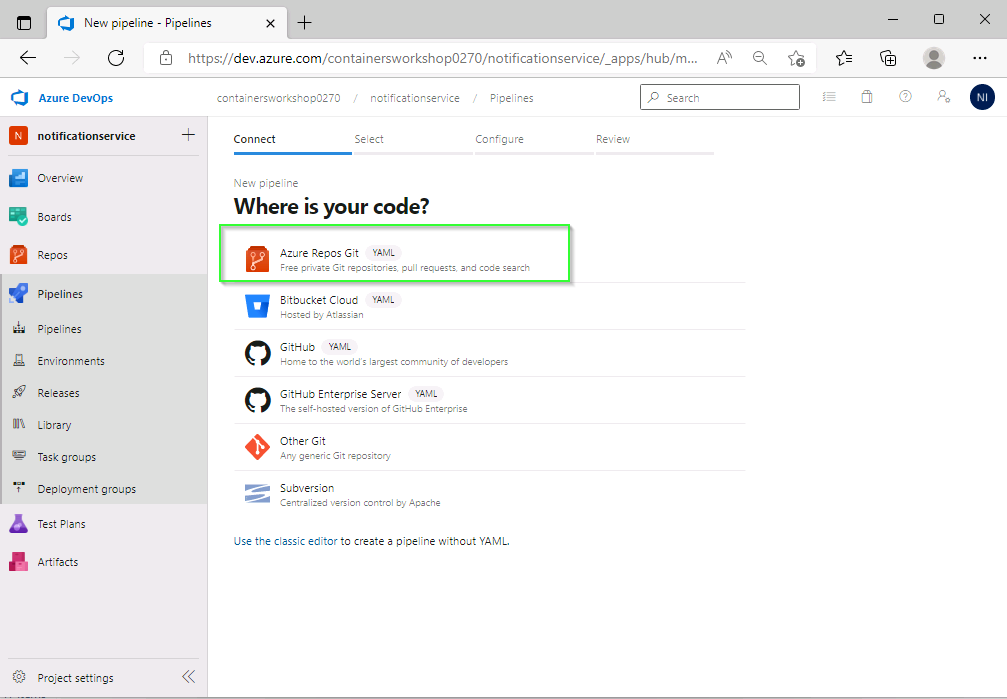 New pipeline - Pipelines
https://dev.azure.com/containersworkshop0270/notificationservice/_apps/hub/m...
Azure DevOps
containersworkshop0270 / notificationservice / Pipelines
Search
NI
N notificationservice
Overview
Boards
Repos
Pipelines
Pipelines
Environments
Releases
Library
Task groups
Deployment groups
Test Plans
Artifacts
Project settings
Connect Select Configure Review
New pipeline
Where is your code?
Azure Repos Git YAML
Free private Git repositories, pull requests, and code search
Bitbucket Cloud YAML
Hosted by Atlassian
GitHub YAML
Home to the world's largest community of developers
GitHub Enterprise Server YAML
The self-hosted version of GitHub Enterprise
Other Git
Any generic Git repository
Subversion
Centralized version control by Apache
Use the classic editor to create a pipeline without YAML.